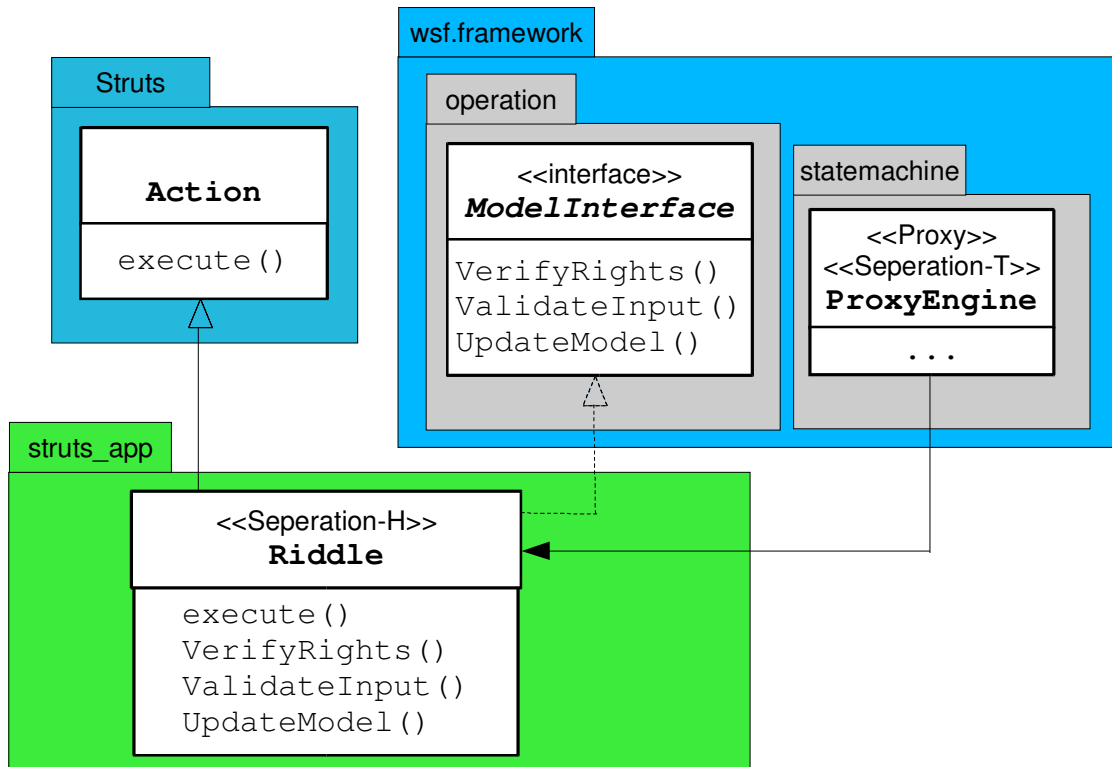 wsf.framework
Struts
operation
Action
execute()
<<interface>>
ModelInterface
VerifyRights()
ValidateInput()
UpdateModel()
statemachine
<<Proxy>>
<<Seperation-T>>
ProxyEngine
...
struts_app
<<Seperation-H>>
Riddle
execute()
VerifyRights()
ValidateInput()
UpdateModel()